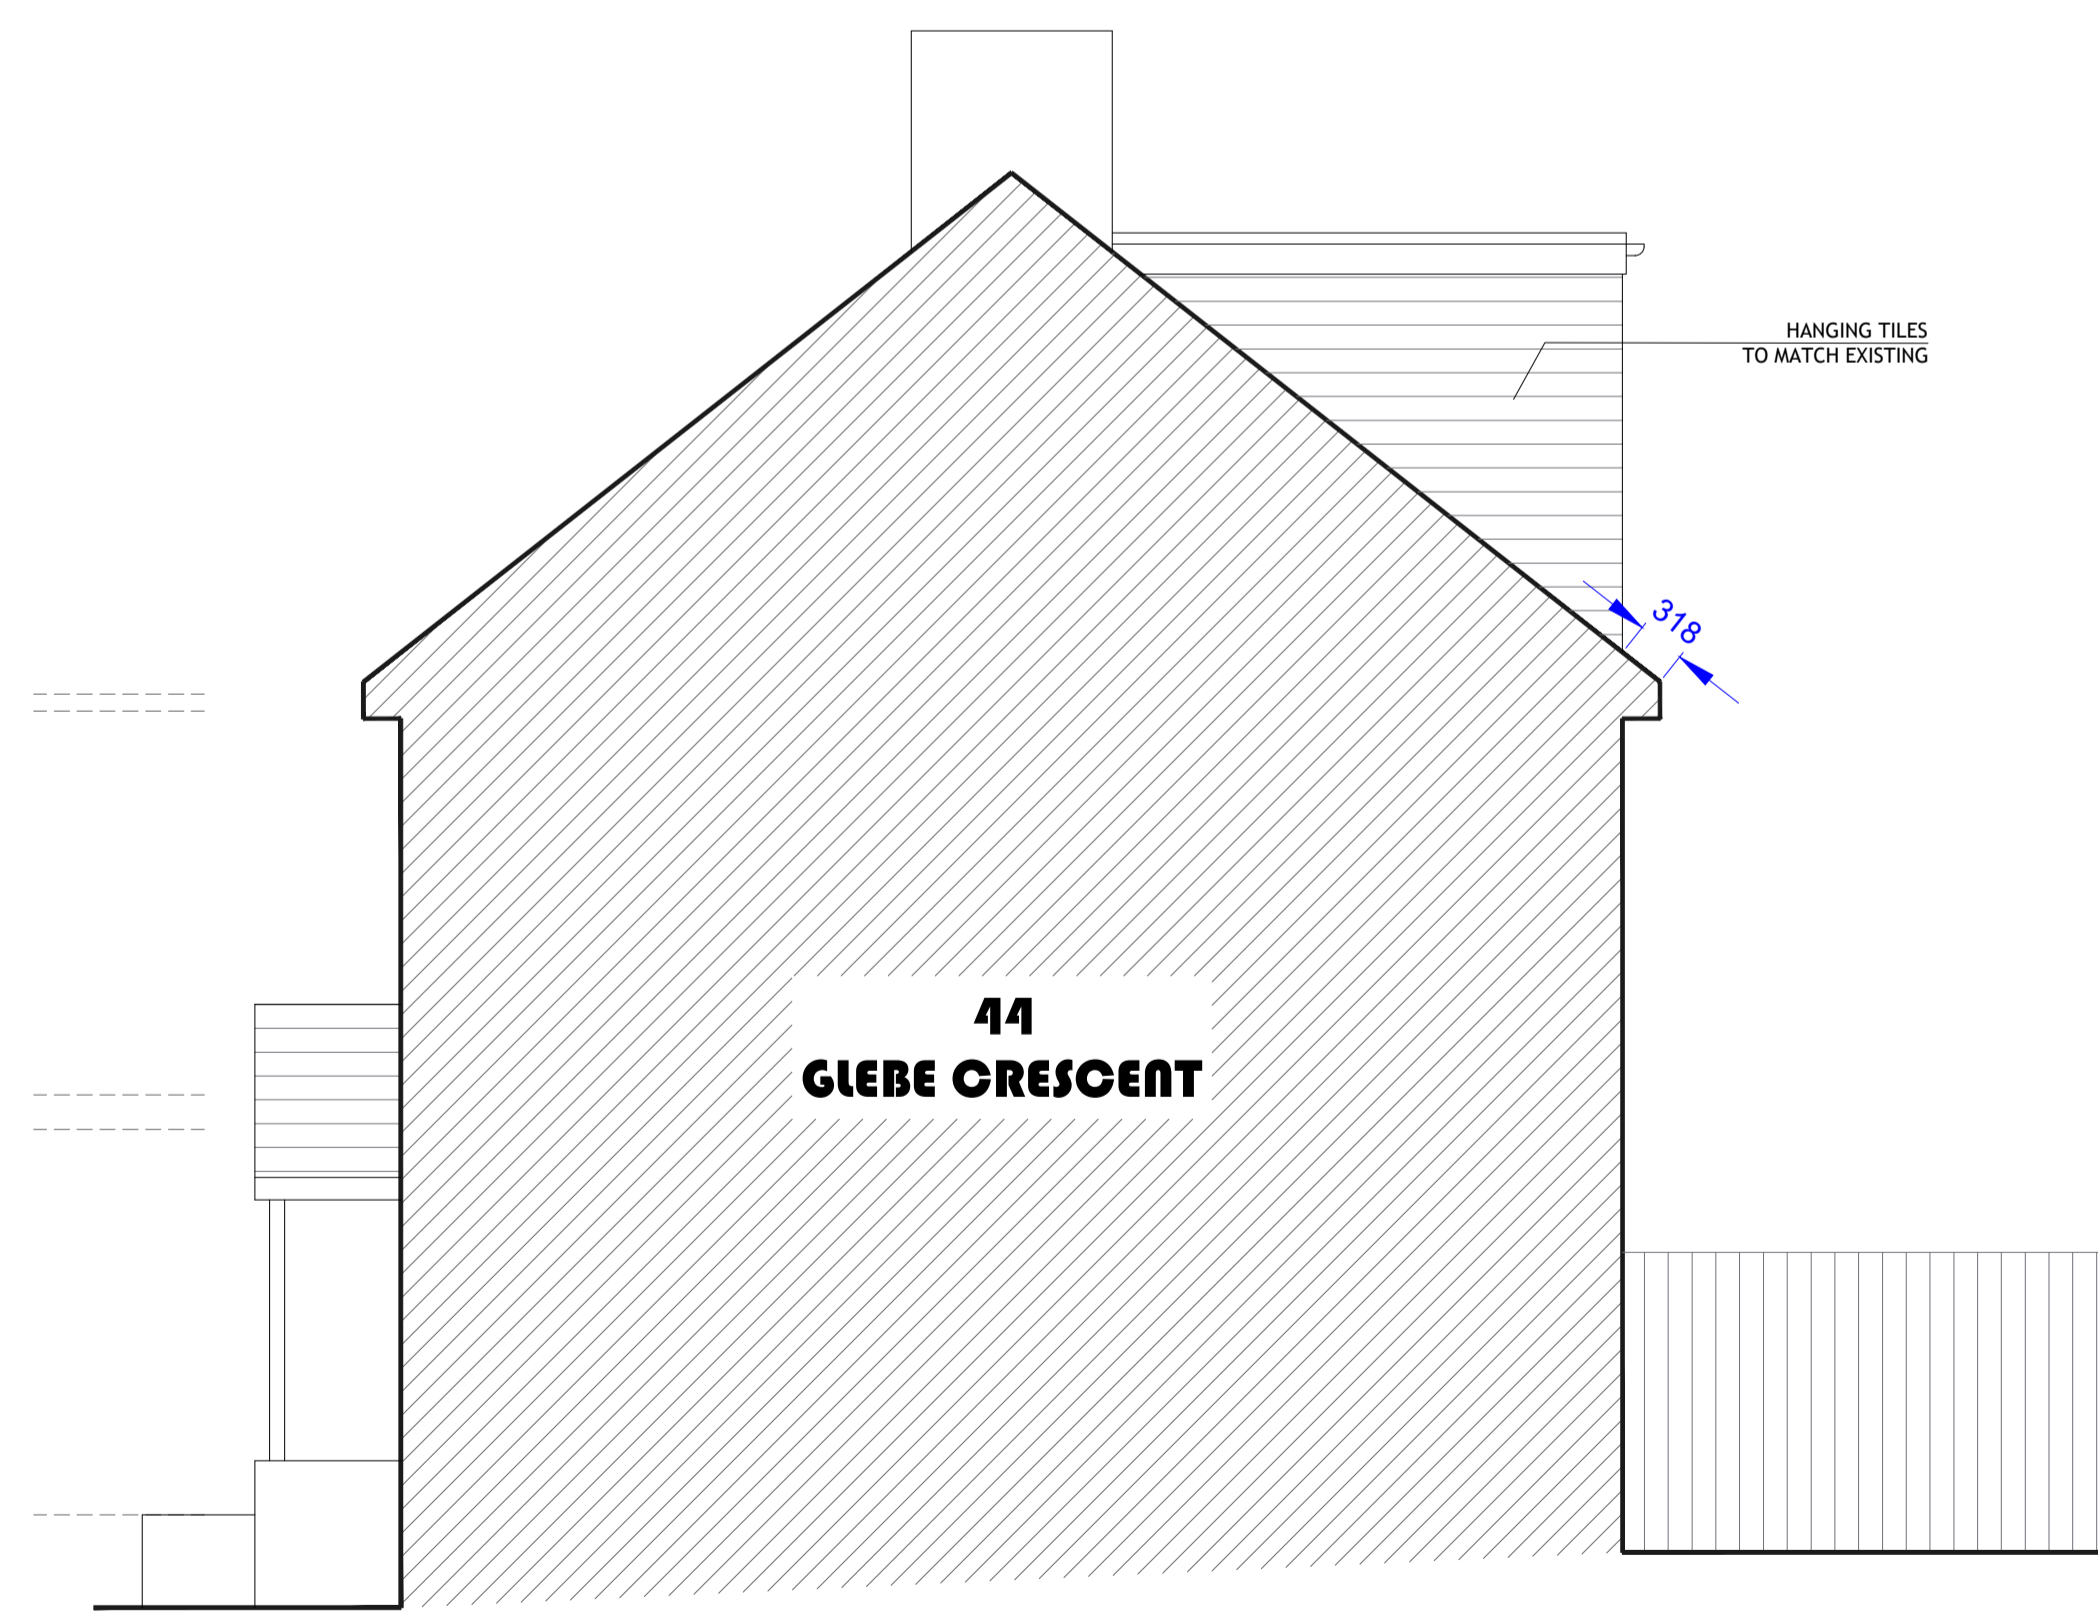 HANGING TILES
TO MATCH EXISTING
318
44
GLEBE CRESCENT